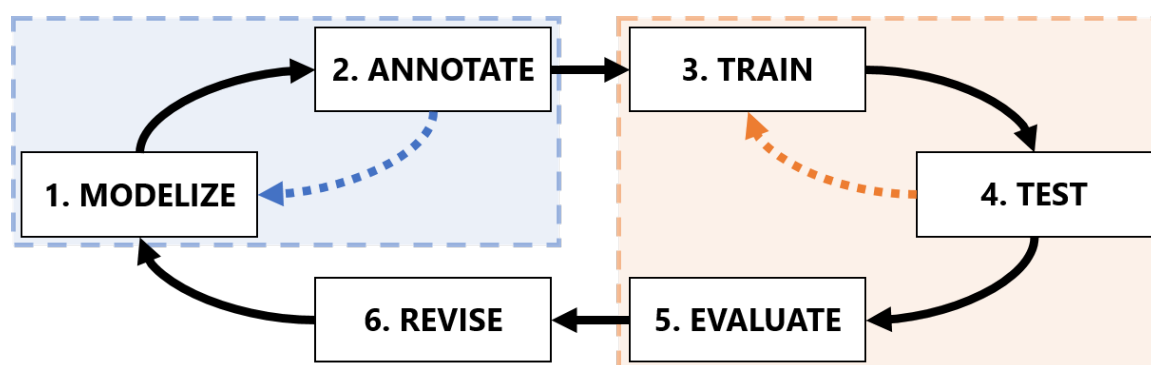 1. MODELIZE
2. ANNOTATE
3. TRAIN
4. TEST
5. EVALUATE
6. REVISE